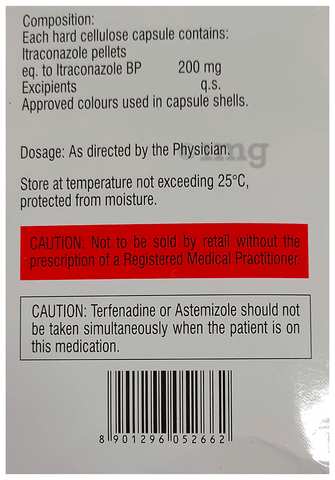 Composition:
Each hard cellulose capsule contains:
Itraconazole pellets
eq. to Itraconazole BP 200 mg
Excipients q.s.
Approved colours used in capsule shells.
Dosage: As directed by the Physician.
Store at temperature not exceeding 25°C,
protected from moisture.
CAUTION: Not to be sold by retail without the
prescription of a Registered Medical Practitioner.
CAUTION: Terfenadine or Astemizole should not
be taken simultaneously when the patient is on
this medication.
8 901296 052662